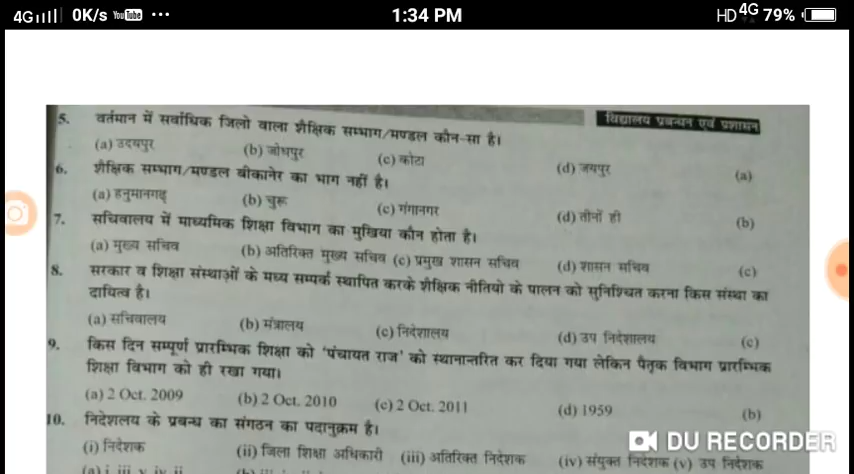 4G 0K/s YouTube ••• 1:34 PM HD 4G 79%
विद्यालय प्रबन्धन एवं प्रशासन
5. वर्तमान में सर्वाधिक जिलो वाला शैक्षिक सम्भाग/मण्डल कौन-सा है।
(a) उदयपुर (b) जोधपुर (c) कोटा (d) जयपुर (a)
6. शैक्षिक सम्भाग/मण्डल बीकानेर का भाग नहीं है।
(a) हनुमानगढ़ (b) चुरू (c) गंगानगर (d) तीनों ही (b)
7. सचिवालय में माध्यमिक शिक्षा विभाग का मुखिया कौन होता है।
(a) मुख्य सचिव (b) अतिरिक्त मुख्य सचिव (c) प्रमुख शासन सचिव (d) शासन सचिव (c)
8. सरकार व शिक्षा संस्थाओं के मध्य सम्पर्क स्थापित करके शैक्षिक नीतियो के पालन को सुनिश्चित करना किस संस्था का
दायित्व है।
(a) सचिवालय (b) मंत्रालय (c) निदेशालय (d) उप निदेशालय (c)
9. किस दिन सम्पूर्ण प्रारम्भिक शिक्षा को 'पंचायत राज' को स्थानान्तरित कर दिया गया लेकिन पैतृक विभाग प्रारम्भिक
शिक्षा विभाग को ही रखा गया।
(a) 2 Oct. 2009 (b) 2 Oct. 2010 (c) 2 Oct. 2011 (d) 1959 (b)
10. निदेशलय के प्रबन्ध का संगठन का पदानुक्रम है।
(i) निदेशक (ii) जिला शिक्षा अधिकारी (iii) अतिरिक्त निदेशक (iv) संयुक्त निदेशक (v) उप निदेशक
DU RECORDER